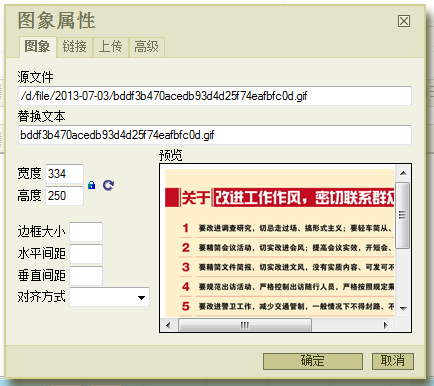 图象属性
图象 链接 上传 高级
源文件
/d/file/2013-07-03/bddf3b470acedb93d4d25f74eafbfc0d.gif
替换文本
bddf3b470acedb93d4d25f74eafbfc0d.gif
宽度 334
高度 250
边框大小
水平间距
垂直间距
对齐方式
预览
关于 改进工作作风，密切联系群众
1 要改进调查研究，切忌走过场、搞形式主义；要轻车简从、
2 要精简会议活动，切实改进会风；提高会议实效，开短会、
3 要精简文件简报，切实改进文风，没有实质内容、可发可不
4 要规范出访活动，严格控制出访随行人员，严格按照规定乘
5 要改进警卫工作，减少交通管制，一般情况下不得封路、不
确定 取消